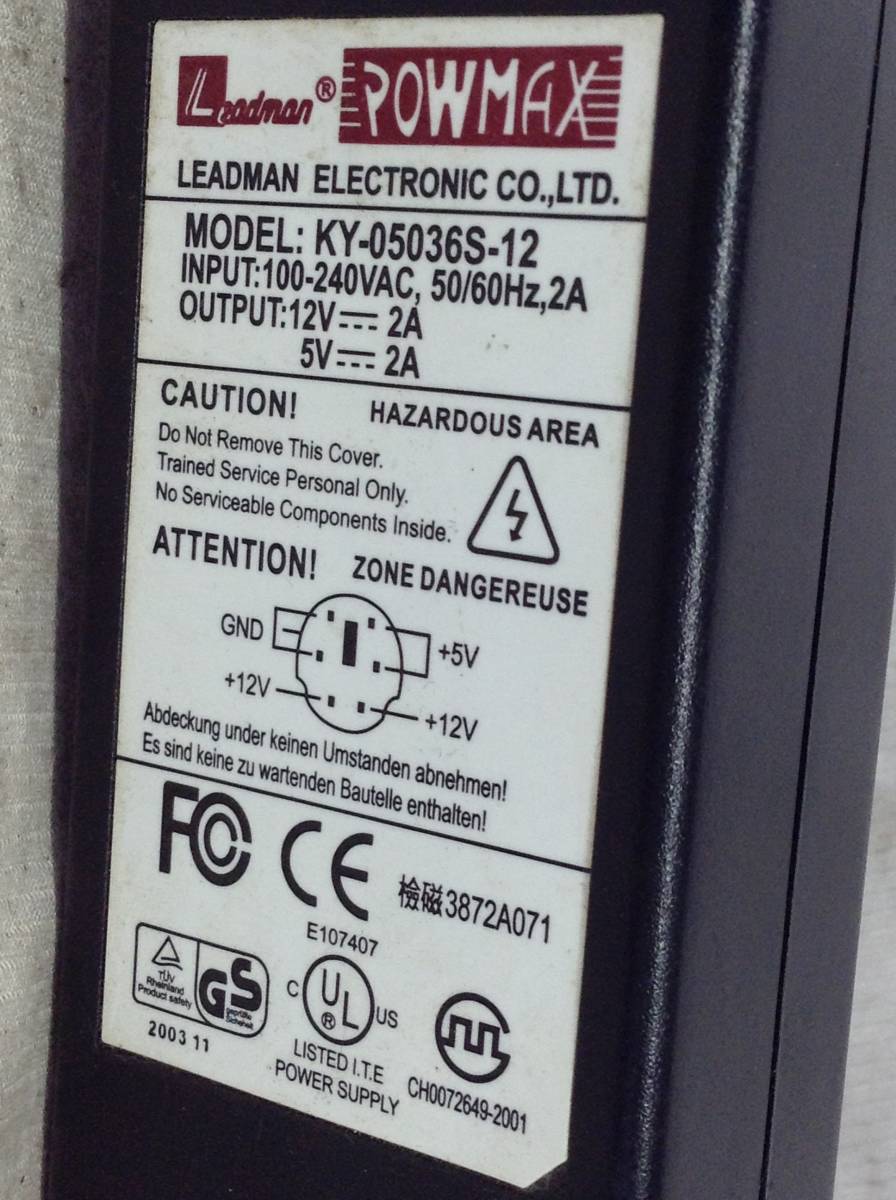 Leadman® POWMAX
LEADMAN ELECTRONIC CO.,LTD.
MODEL: KY-05036S-12
INPUT:100-240VAC, 50/60Hz,2A
OUTPUT:12V⎓ 2A
5V⎓ 2A
CAUTION! HAZARDOUS AREA
Do Not Remove This Cover.
Trained Service Personal Only.
No Serviceable Components Inside.
ATTENTION! ZONE DANGEREUSE
GND +5V
+12V +12V
Abdeckung unter keinen Umstanden abnehmen!
Es sind keine zu wartenden Bautelle enthalten!
FC CE 檢磁3872A071
E107407
TÜV
Rheinland
Product safety
GS
geprüfte
Sicherheit
C UL® US
2003 11
LISTED I.T.E
POWER SUPPLY
CH0072649-2001